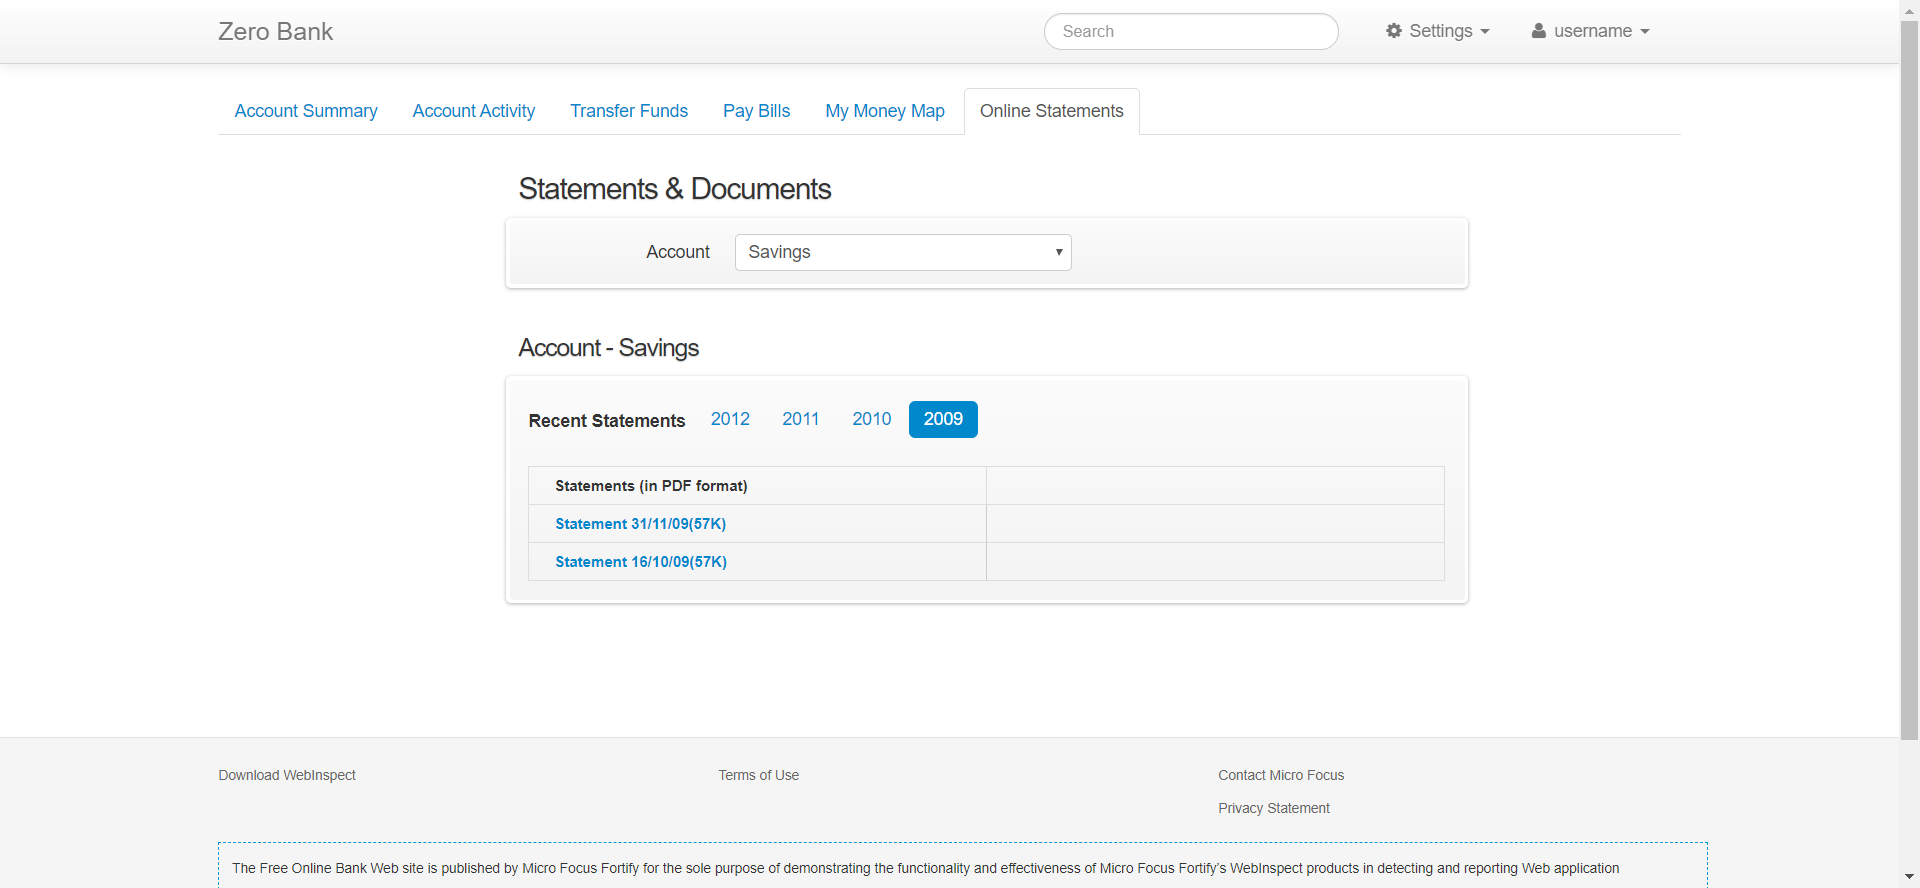 Zero Bank
Search
Settings
username
Account Summary
Account Activity
Transfer Funds
Pay Bills
My Money Map
Online Statements
Statements & Documents
Account
Savings
Account - Savings
Recent Statements
2012
2011
2010
2009
Statements (in PDF format)
Statement 31/11/09(57K)
Statement 16/10/09(57K)
Download WebInspect
Terms of Use
Contact Micro Focus
Privacy Statement
The Free Online Bank Web site is published by Micro Focus Fortify for the sole purpose of demonstrating the functionality and effectiveness of Micro Focus Fortify's WebInspect products in detecting and reporting Web application